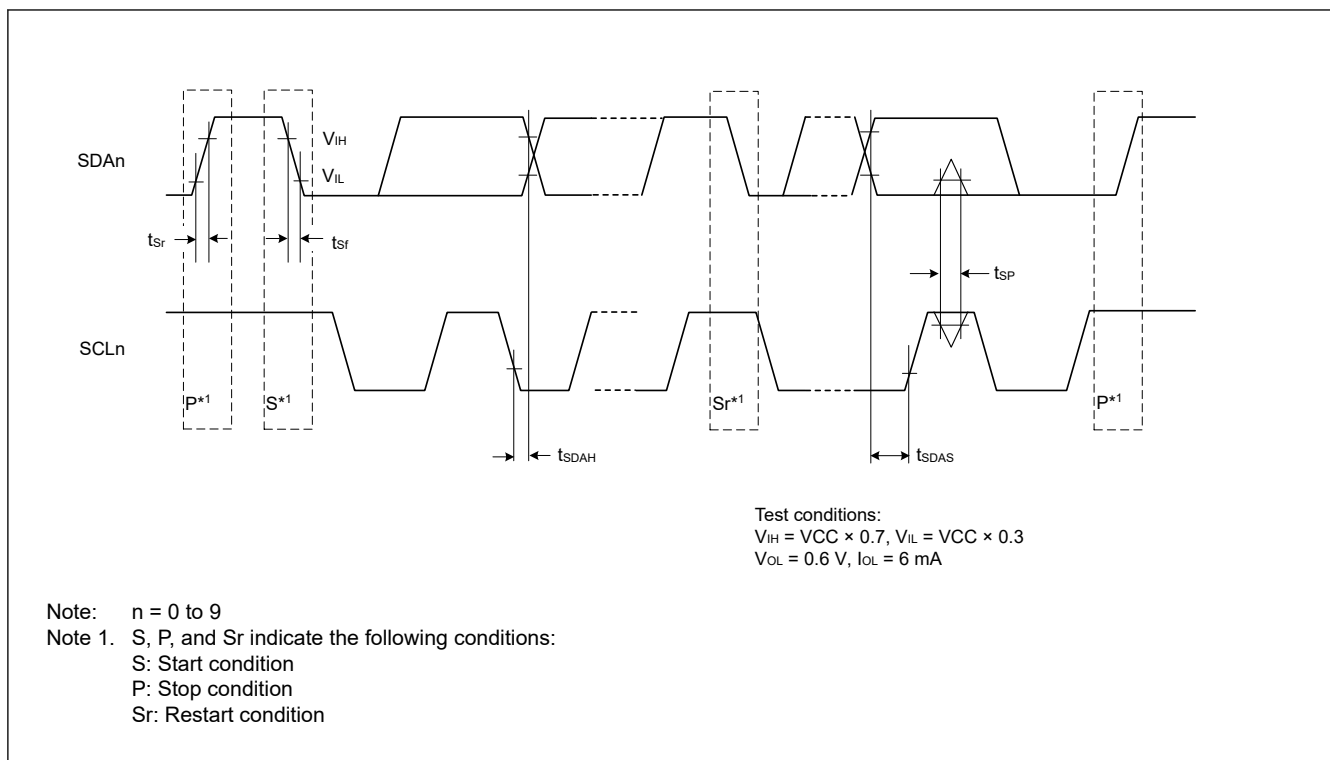 SDAn
VIH
VIL
tSr
tSf
tSP
SCLn
P*1
S*1
Sr*1
P*1
tSDAH
tSDAS
Test conditions:
VIH = VCC × 0.7, VIL = VCC × 0.3
VOL = 0.6 V, IOL = 6 mA
Note: n = 0 to 9
Note 1. S, P, and Sr indicate the following conditions:
S: Start condition
P: Stop condition
Sr: Restart condition